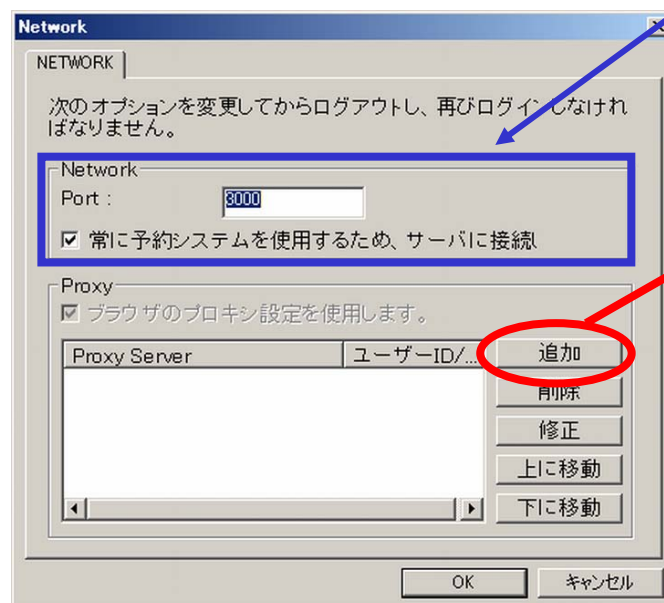 Network
NETWORK
次のオプションを変更してからログアウトし、再びログインしなけれ
ばなりません。
Network
Port :
3000
常に予約システムを使用するため、サーバに接続し
Proxy
ブラウザのプロキシ設定を使用します。
Proxy Server
ユーザーID/...
追加
削除
修正
上に移動
下に移動
OK
キャンセル